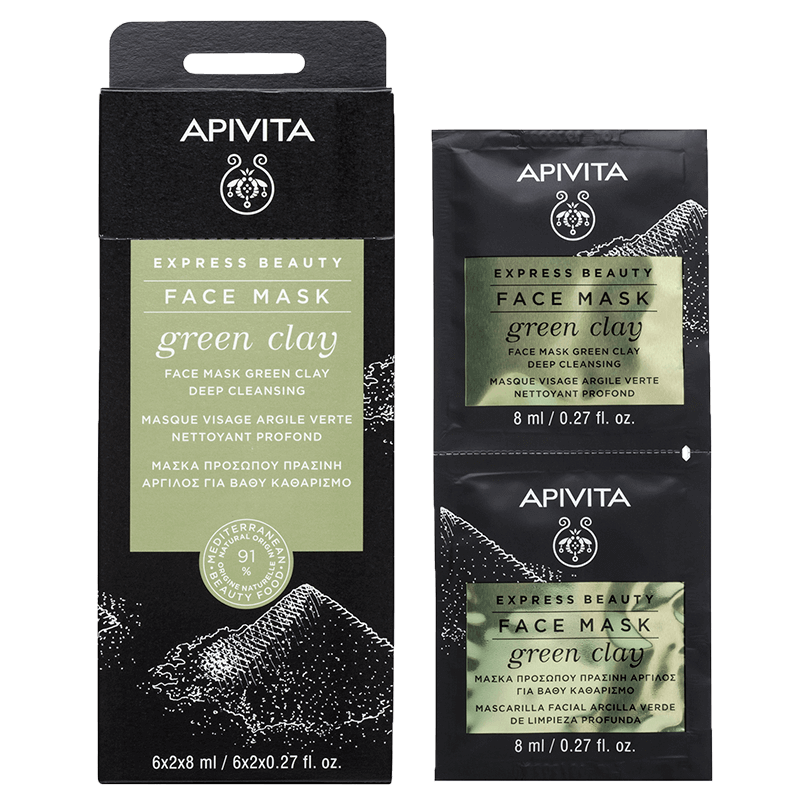 APIVITA
EXPRESS BEAUTY
FACE MASK
green clay
FACE MASK GREEN CLAY
DEEP CLEANSING
MASQUE VISAGE ARGILE VERTE
NETTOYANT PROFOND
ΜΑΣΚΑ ΠΡΟΣΩΠΟΥ ΠΡΑΣΙΝΗ
ΑΡΓΙΛΟΣ ΓΙΑ ΒΑΘΥ ΚΑΘΑΡΙΣΜΟ
• MEDITERRANEAN •
BEAUTY FOOD
NATURAL ORIGIN
91
%
ORIGINE NATURELLE
6x2x8 ml / 6x2x0.27 fl. oz.
APIVITA
EXPRESS BEAUTY
FACE MASK
green clay
FACE MASK GREEN CLAY
DEEP CLEANSING
MASQUE VISAGE ARGILE VERTE
NETTOYANT PROFOND
8 ml / 0.27 fl. oz.
APIVITA
EXPRESS BEAUTY
FACE MASK
green clay
ΜΑΣΚΑ ΠΡΟΣΩΠΟΥ ΠΡΑΣΙΝΗ ΑΡΓΙΛΟΣ
ΓΙΑ ΒΑΘΥ ΚΑΘΑΡΙΣΜΟ
MASCARILLA FACIAL ARCILLA VERDE
DE LIMPIEZA PROFUNDA
8 ml / 0.27 fl. oz.